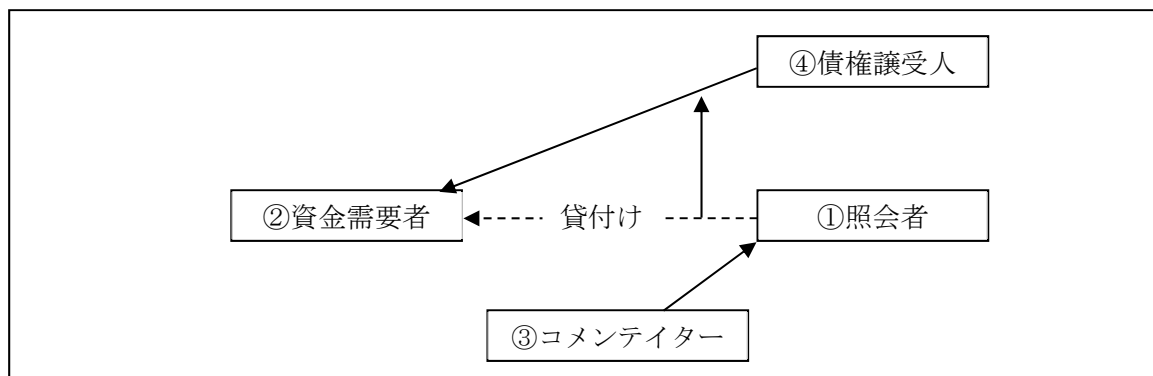 ④債権譲受人
②資金需要者
貸付け
①照会者
③コメンテイター